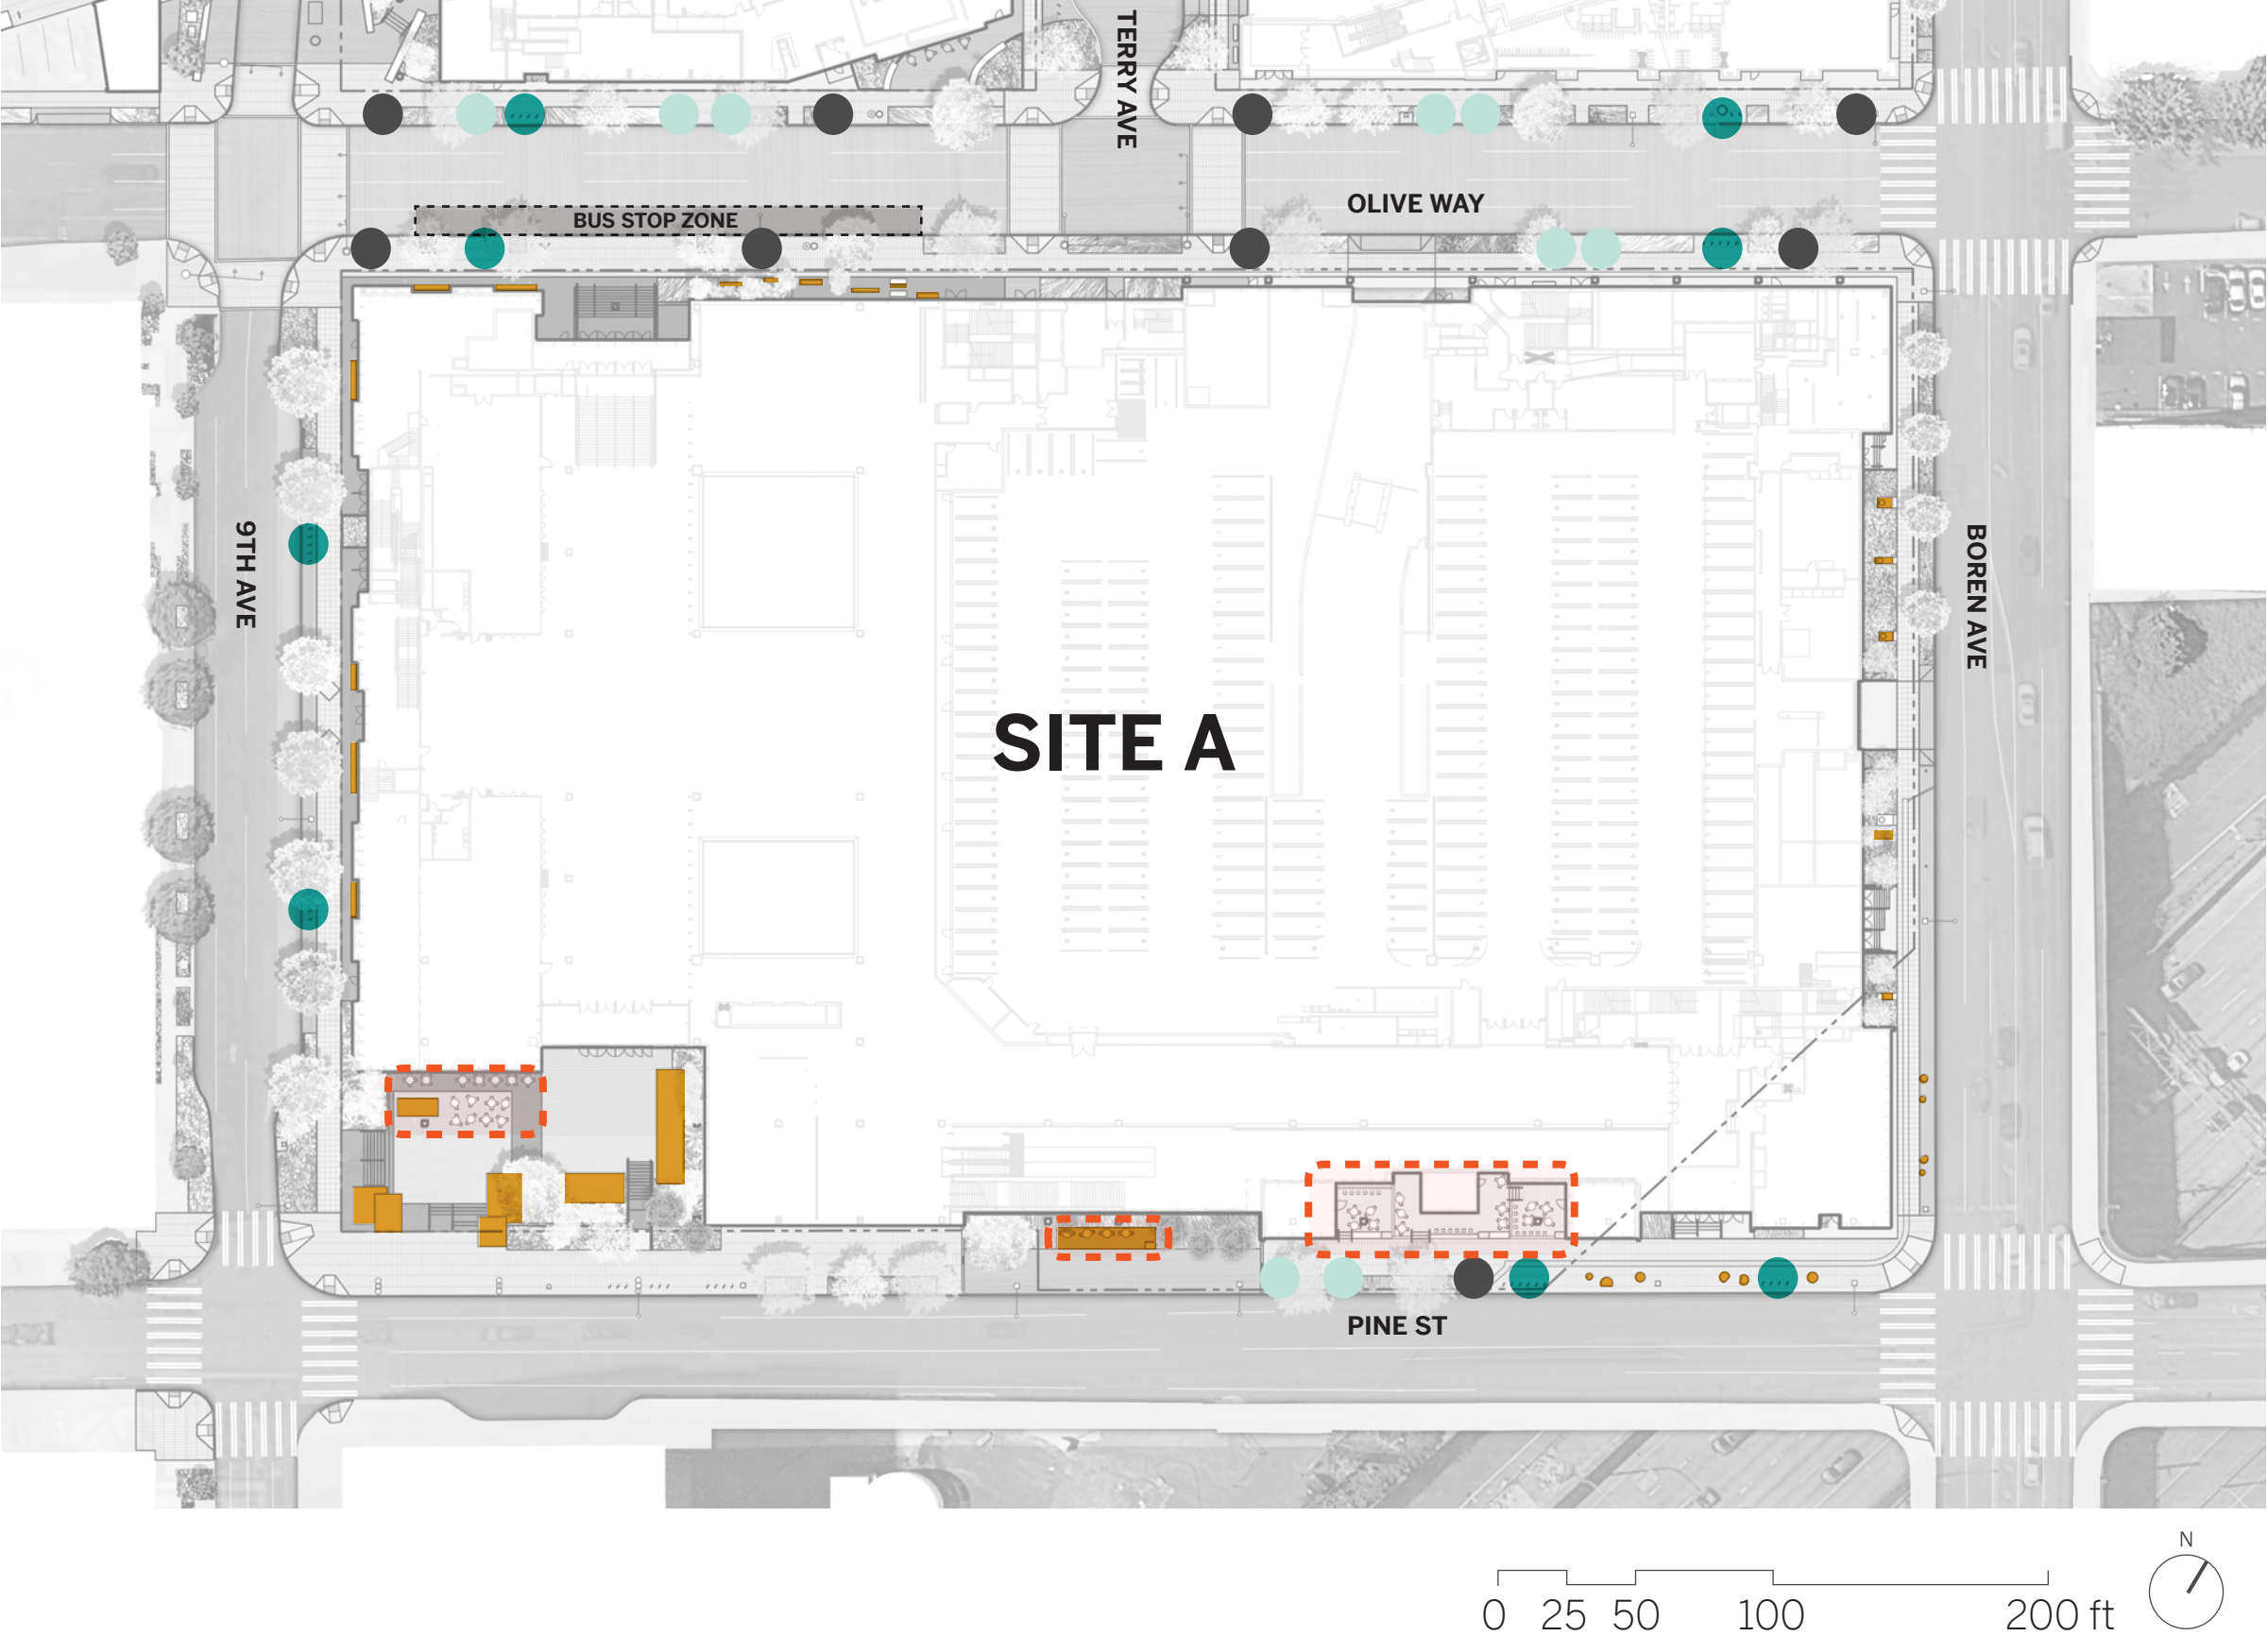 TERRY AVE
OLIVE WAY
BUS STOP ZONE
9TH AVE
BOREN AVE
SITE A
PINE ST
N
0 25 50 100 200 ft